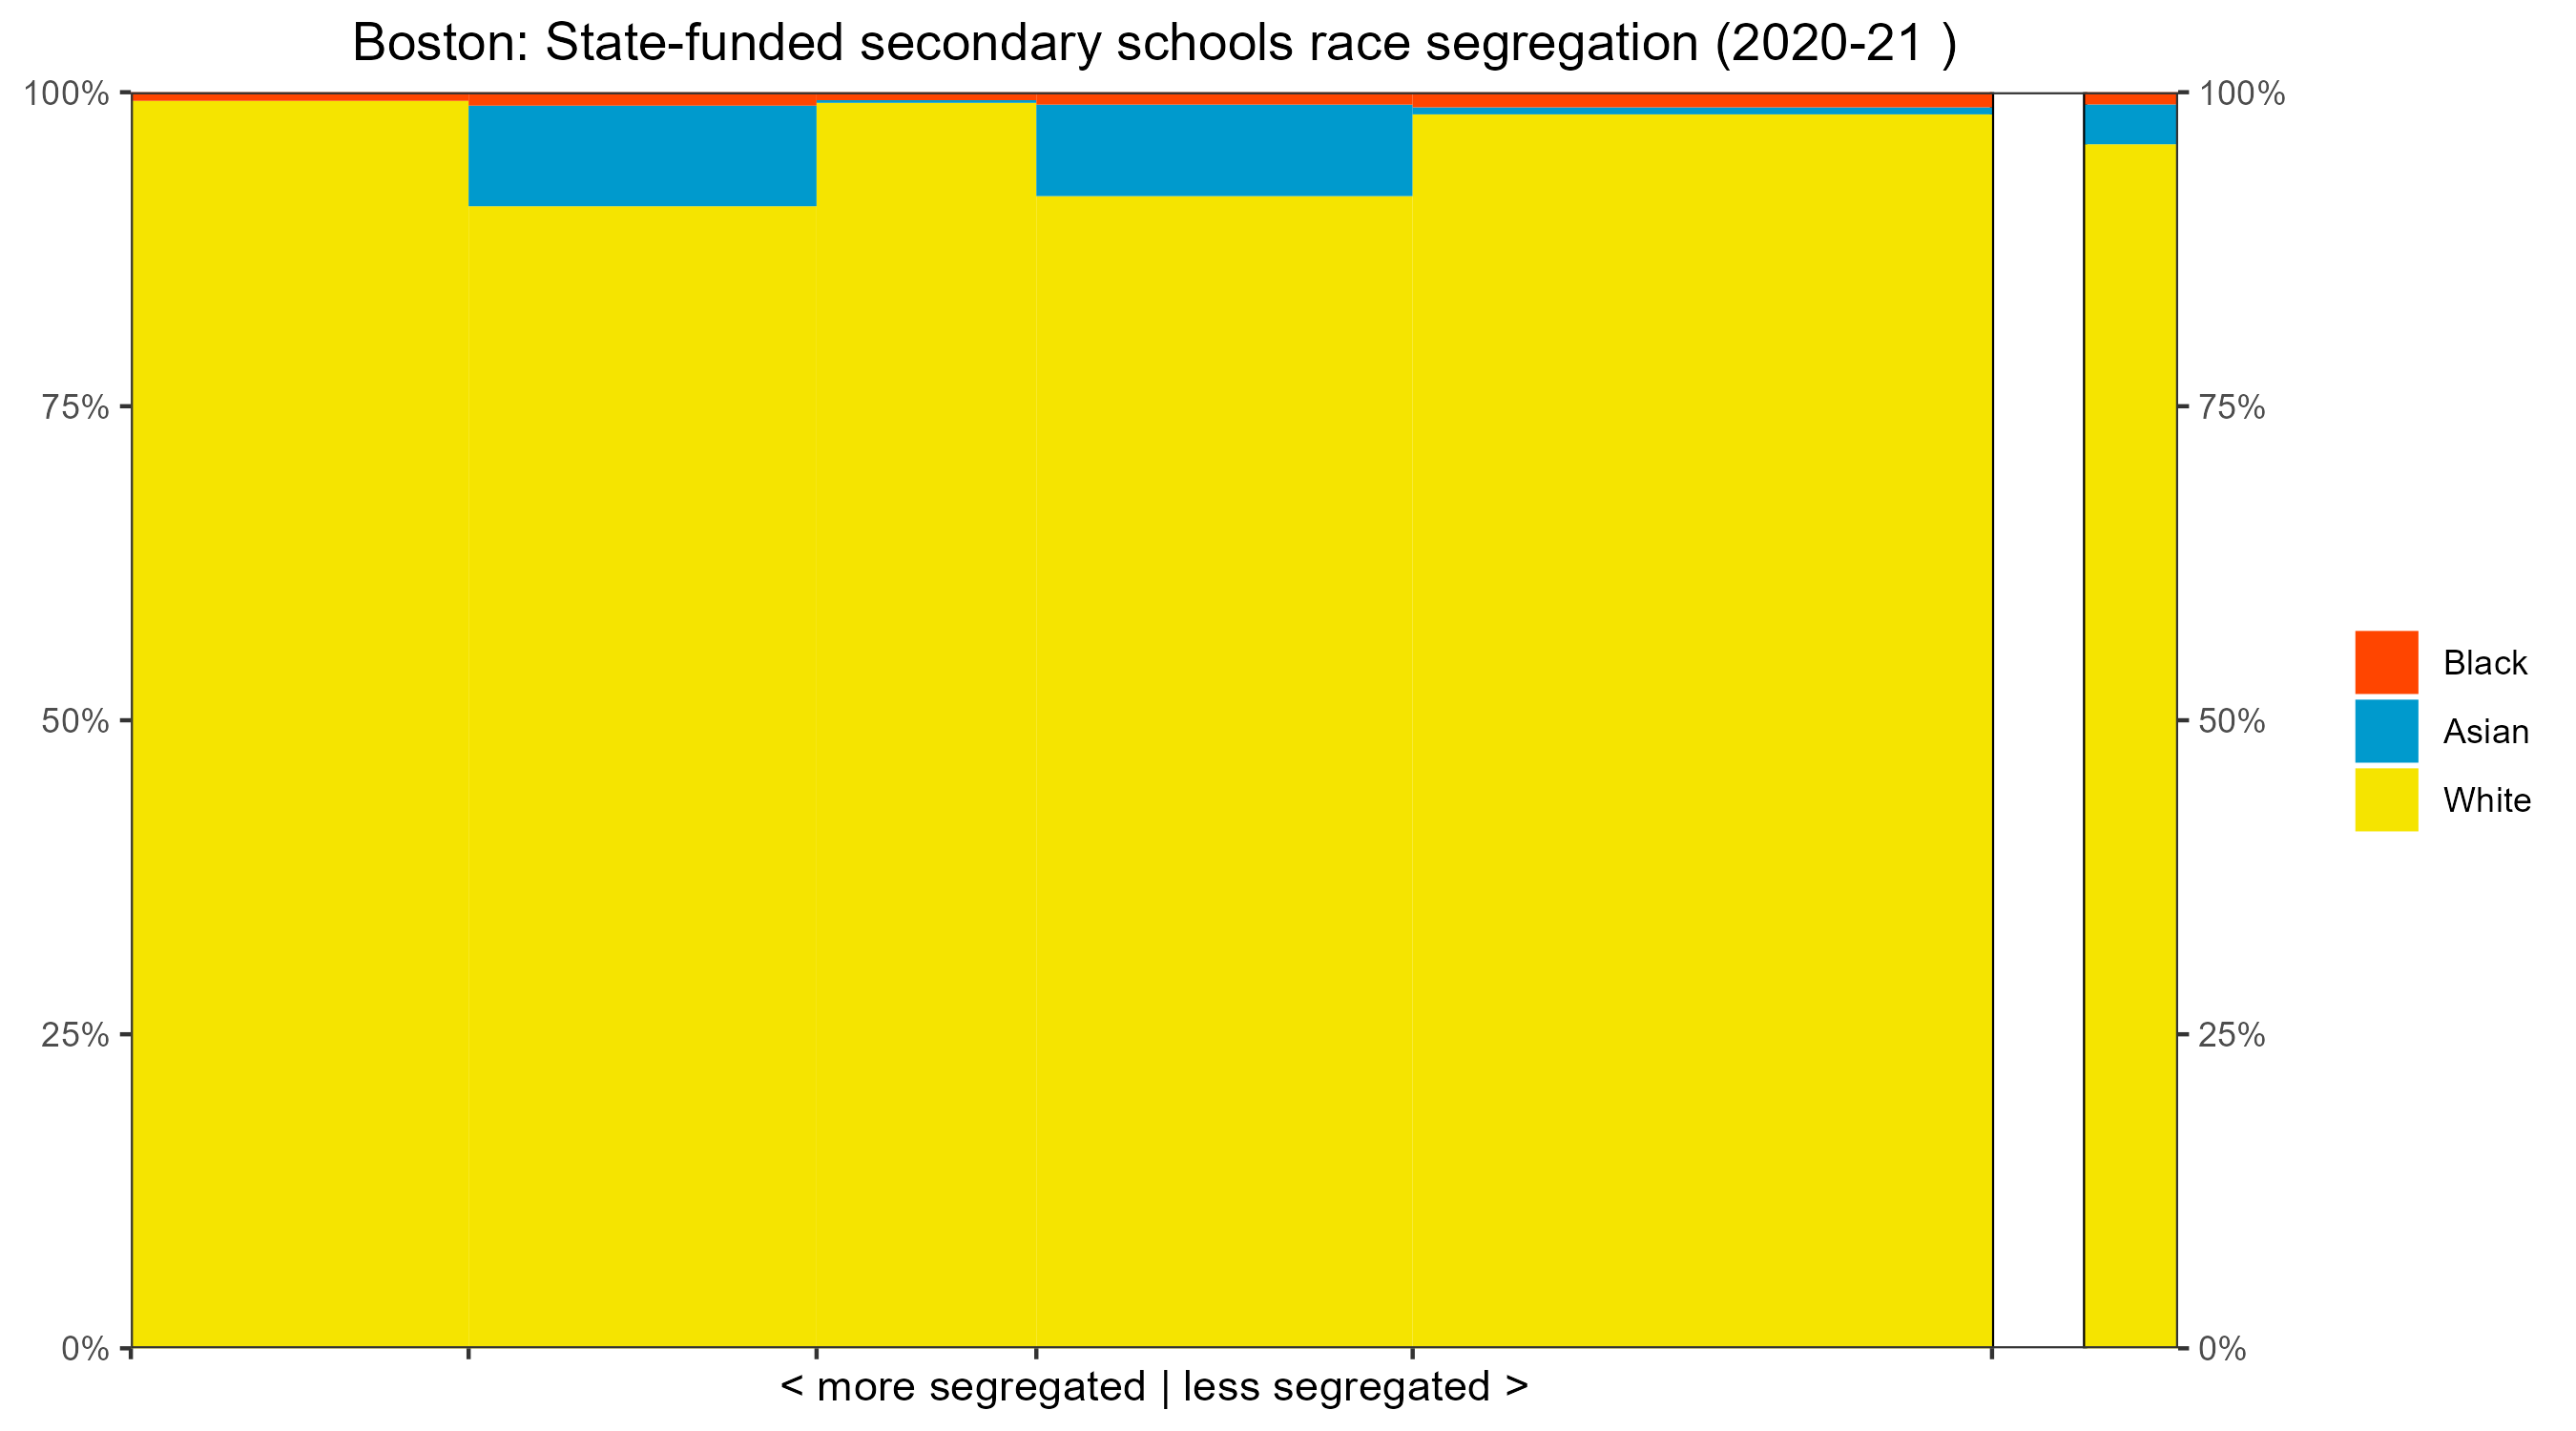 Boston: State-funded secondary schools race segregation (2020-21 )
100%
75%
50%
25%
0%
100%
75%
50%
25%
0%
Black
Asian
White
< more segregated | less segregated >